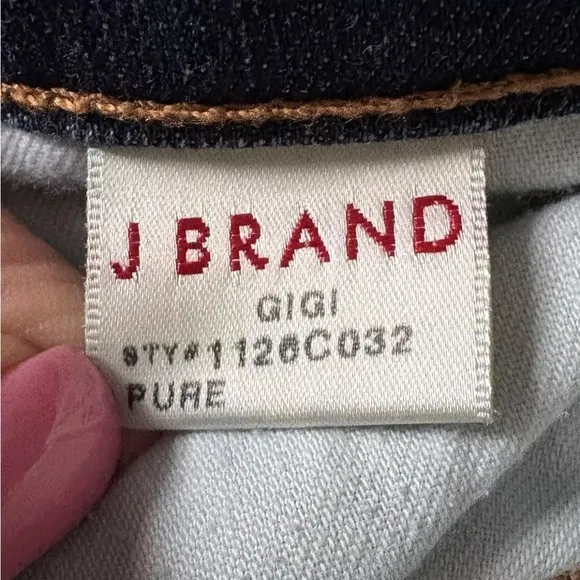 J BRAND
GIGI
STY#1126C032
PURE